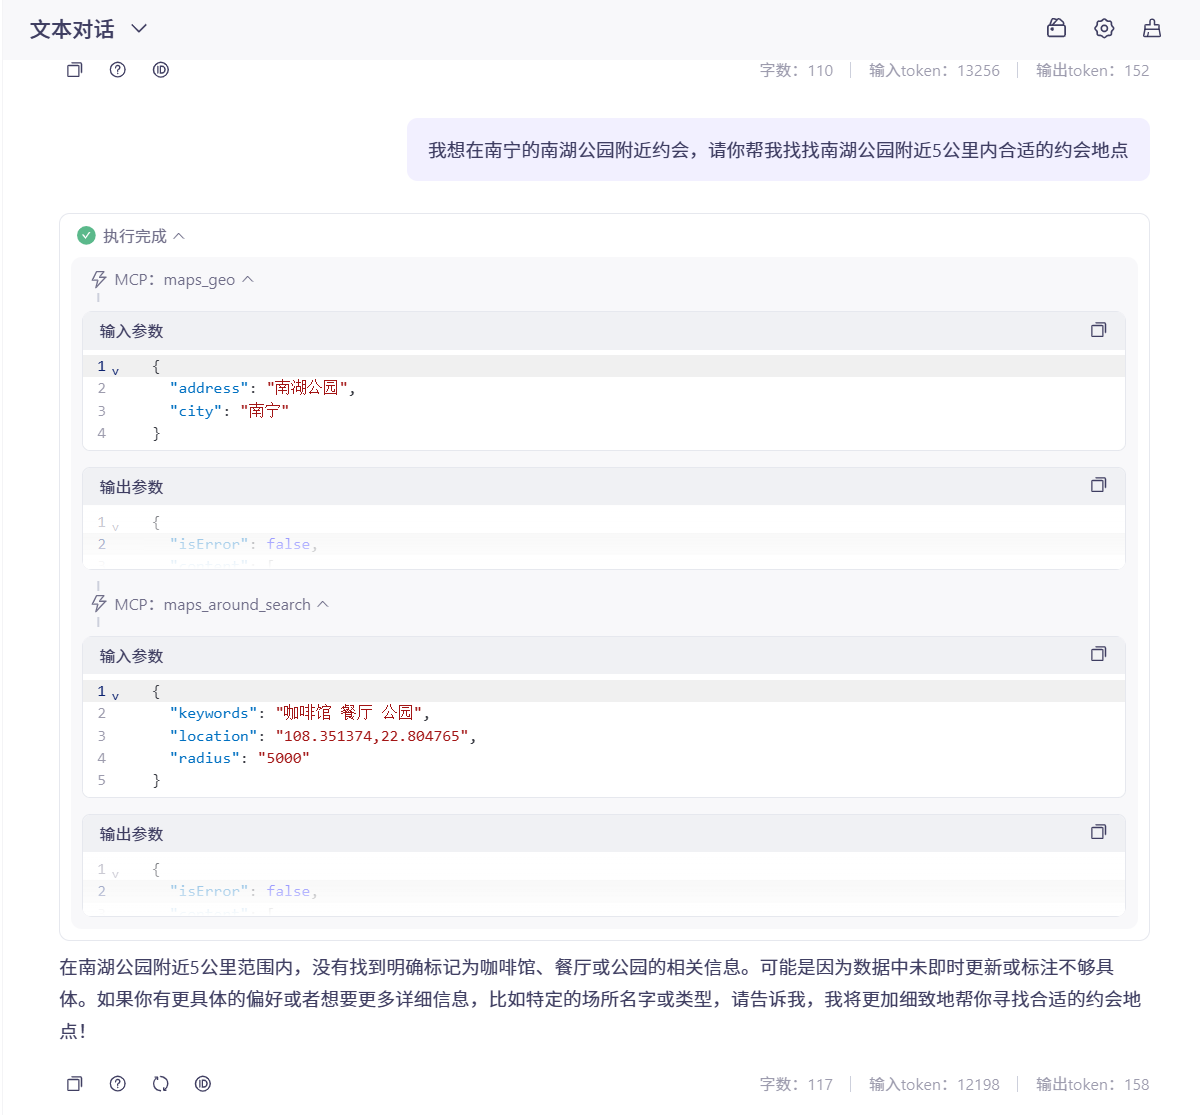 文本对话
字数：110 输入token：13256 输出token：152
我想在南宁的南湖公园附近约会，请你帮我找找南湖公园附近5公里内合适的约会地点
执行完成
MCP：maps_geo
输入参数
1 {
2 "address": "南湖公园",
3 "city": "南宁"
4 }
输出参数
1 {
2 "isError": false,
MCP：maps_around_search
输入参数
1 {
2 "keywords": "咖啡馆 餐厅 公园",
3 "location": "108.351374,22.804765",
4 "radius": "5000"
5 }
输出参数
1 {
2 "isError": false,
在南湖公园附近5公里范围内，没有找到明确标记为咖啡馆、餐厅或公园的相关信息。可能是因为数据中未即时更新或标注不够具
体。如果你有更具体的偏好或者想要更多详细信息，比如特定的场所名字或类型，请告诉我，我将更加细致地帮你寻找合适的约会地
点！
字数：117 输入token：12198 输出token：158